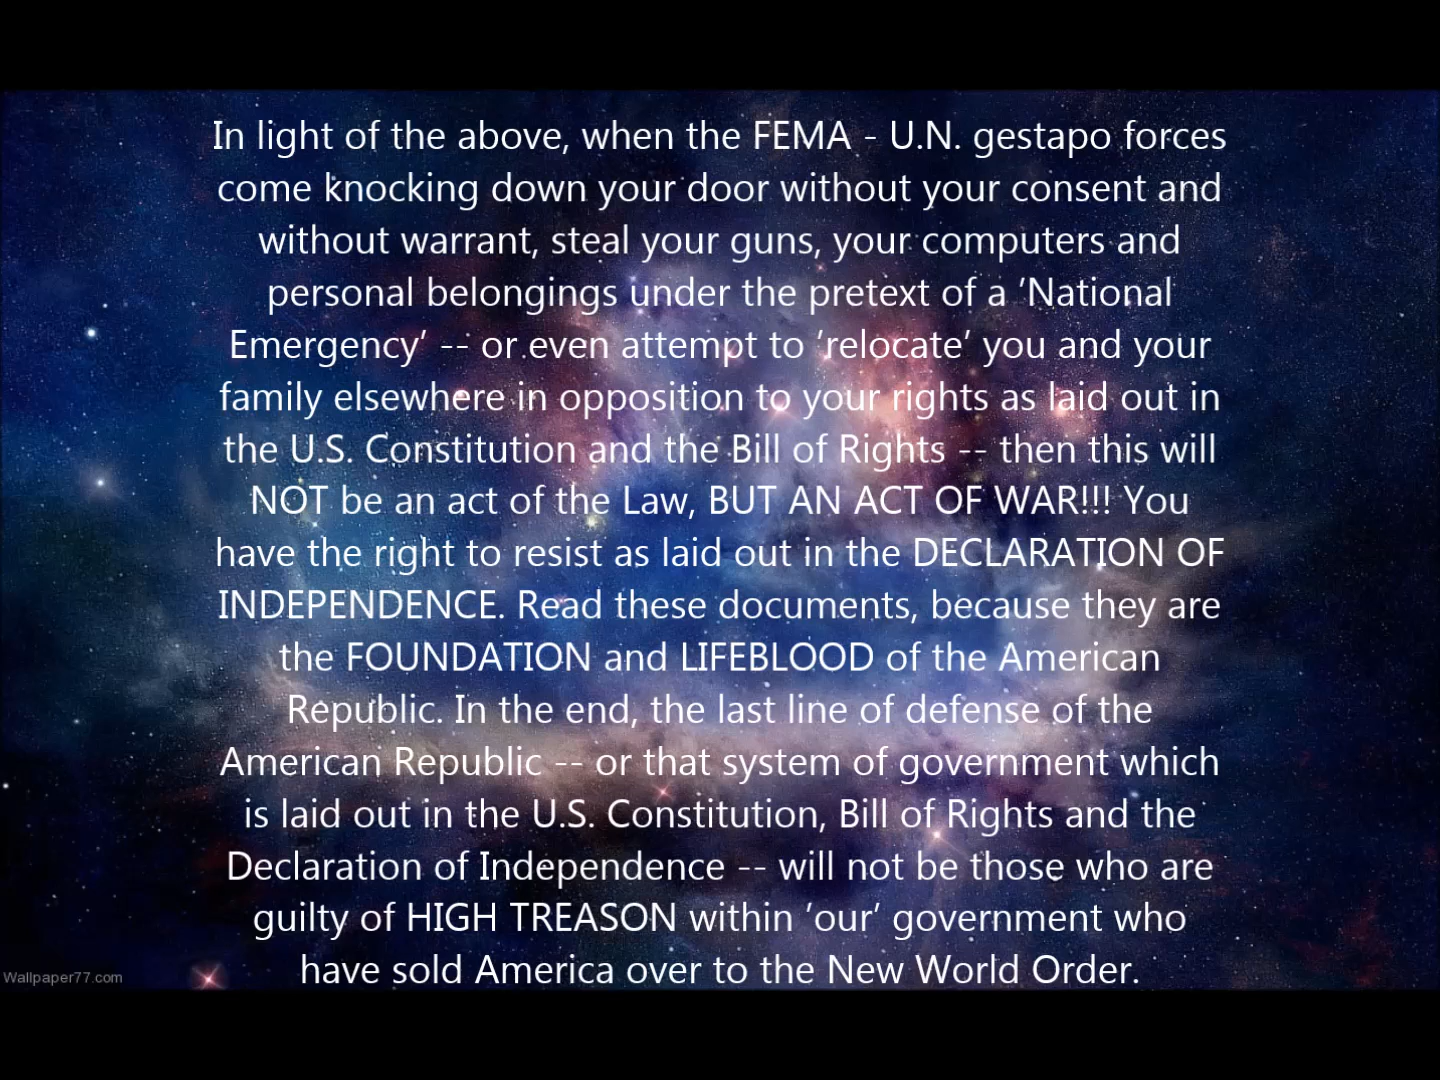 In light of the above, when the FEMA - U.N. gestapo forces
come knocking down your door without your consent and
without warrant, steal your guns, your computers and
personal belongings under the pretext of a 'National
Emergency' -- or even attempt to 'relocate' you and your
family elsewhere in opposition to your rights as laid out in
the U.S. Constitution and the Bill of Rights -- then this will
NOT be an act of the Law, BUT AN ACT OF WAR!!! You
have the right to resist as laid out in the DECLARATION OF
INDEPENDENCE. Read these documents, because they are
the FOUNDATION and LIFEBLOOD of the American
Republic. In the end, the last line of defense of the
American Republic -- or that system of government which
is laid out in the U.S. Constitution, Bill of Rights and the
Declaration of Independence -- will not be those who are
guilty of HIGH TREASON within 'our' government who
have sold America over to the New World Order.
Wallpaper77.com